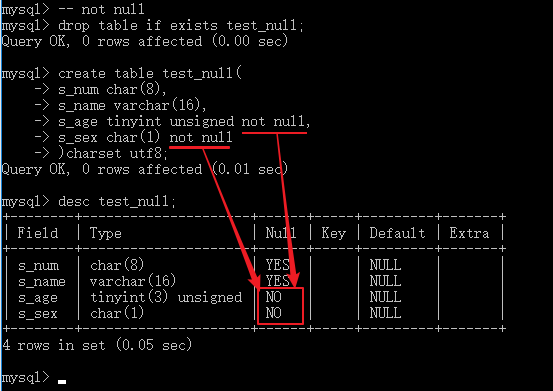 mysql> -- not null
mysql> drop table if exists test_null;
Query OK, 0 rows affected (0.00 sec)
mysql> create table test_null(
-> s_num char(8),
-> s_name varchar(16),
-> s_age tinyint unsigned not null,
-> s_sex char(1) not null
-> )charset utf8;
Query OK, 0 rows affected (0.01 sec)
mysql> desc test_null;
+--------+---------------------+------+-----+---------+-------+
| Field | Type | Null | Key | Default | Extra |
+--------+---------------------+------+-----+---------+-------+
| s_num | char(8) | YES | | NULL | |
| s_name | varchar(16) | YES | | NULL | |
| s_age | tinyint(3) unsigned | NO | | NULL | |
| s_sex | char(1) | NO | | NULL | |
+--------+---------------------+------+-----+---------+-------+
4 rows in set (0.05 sec)
mysql>